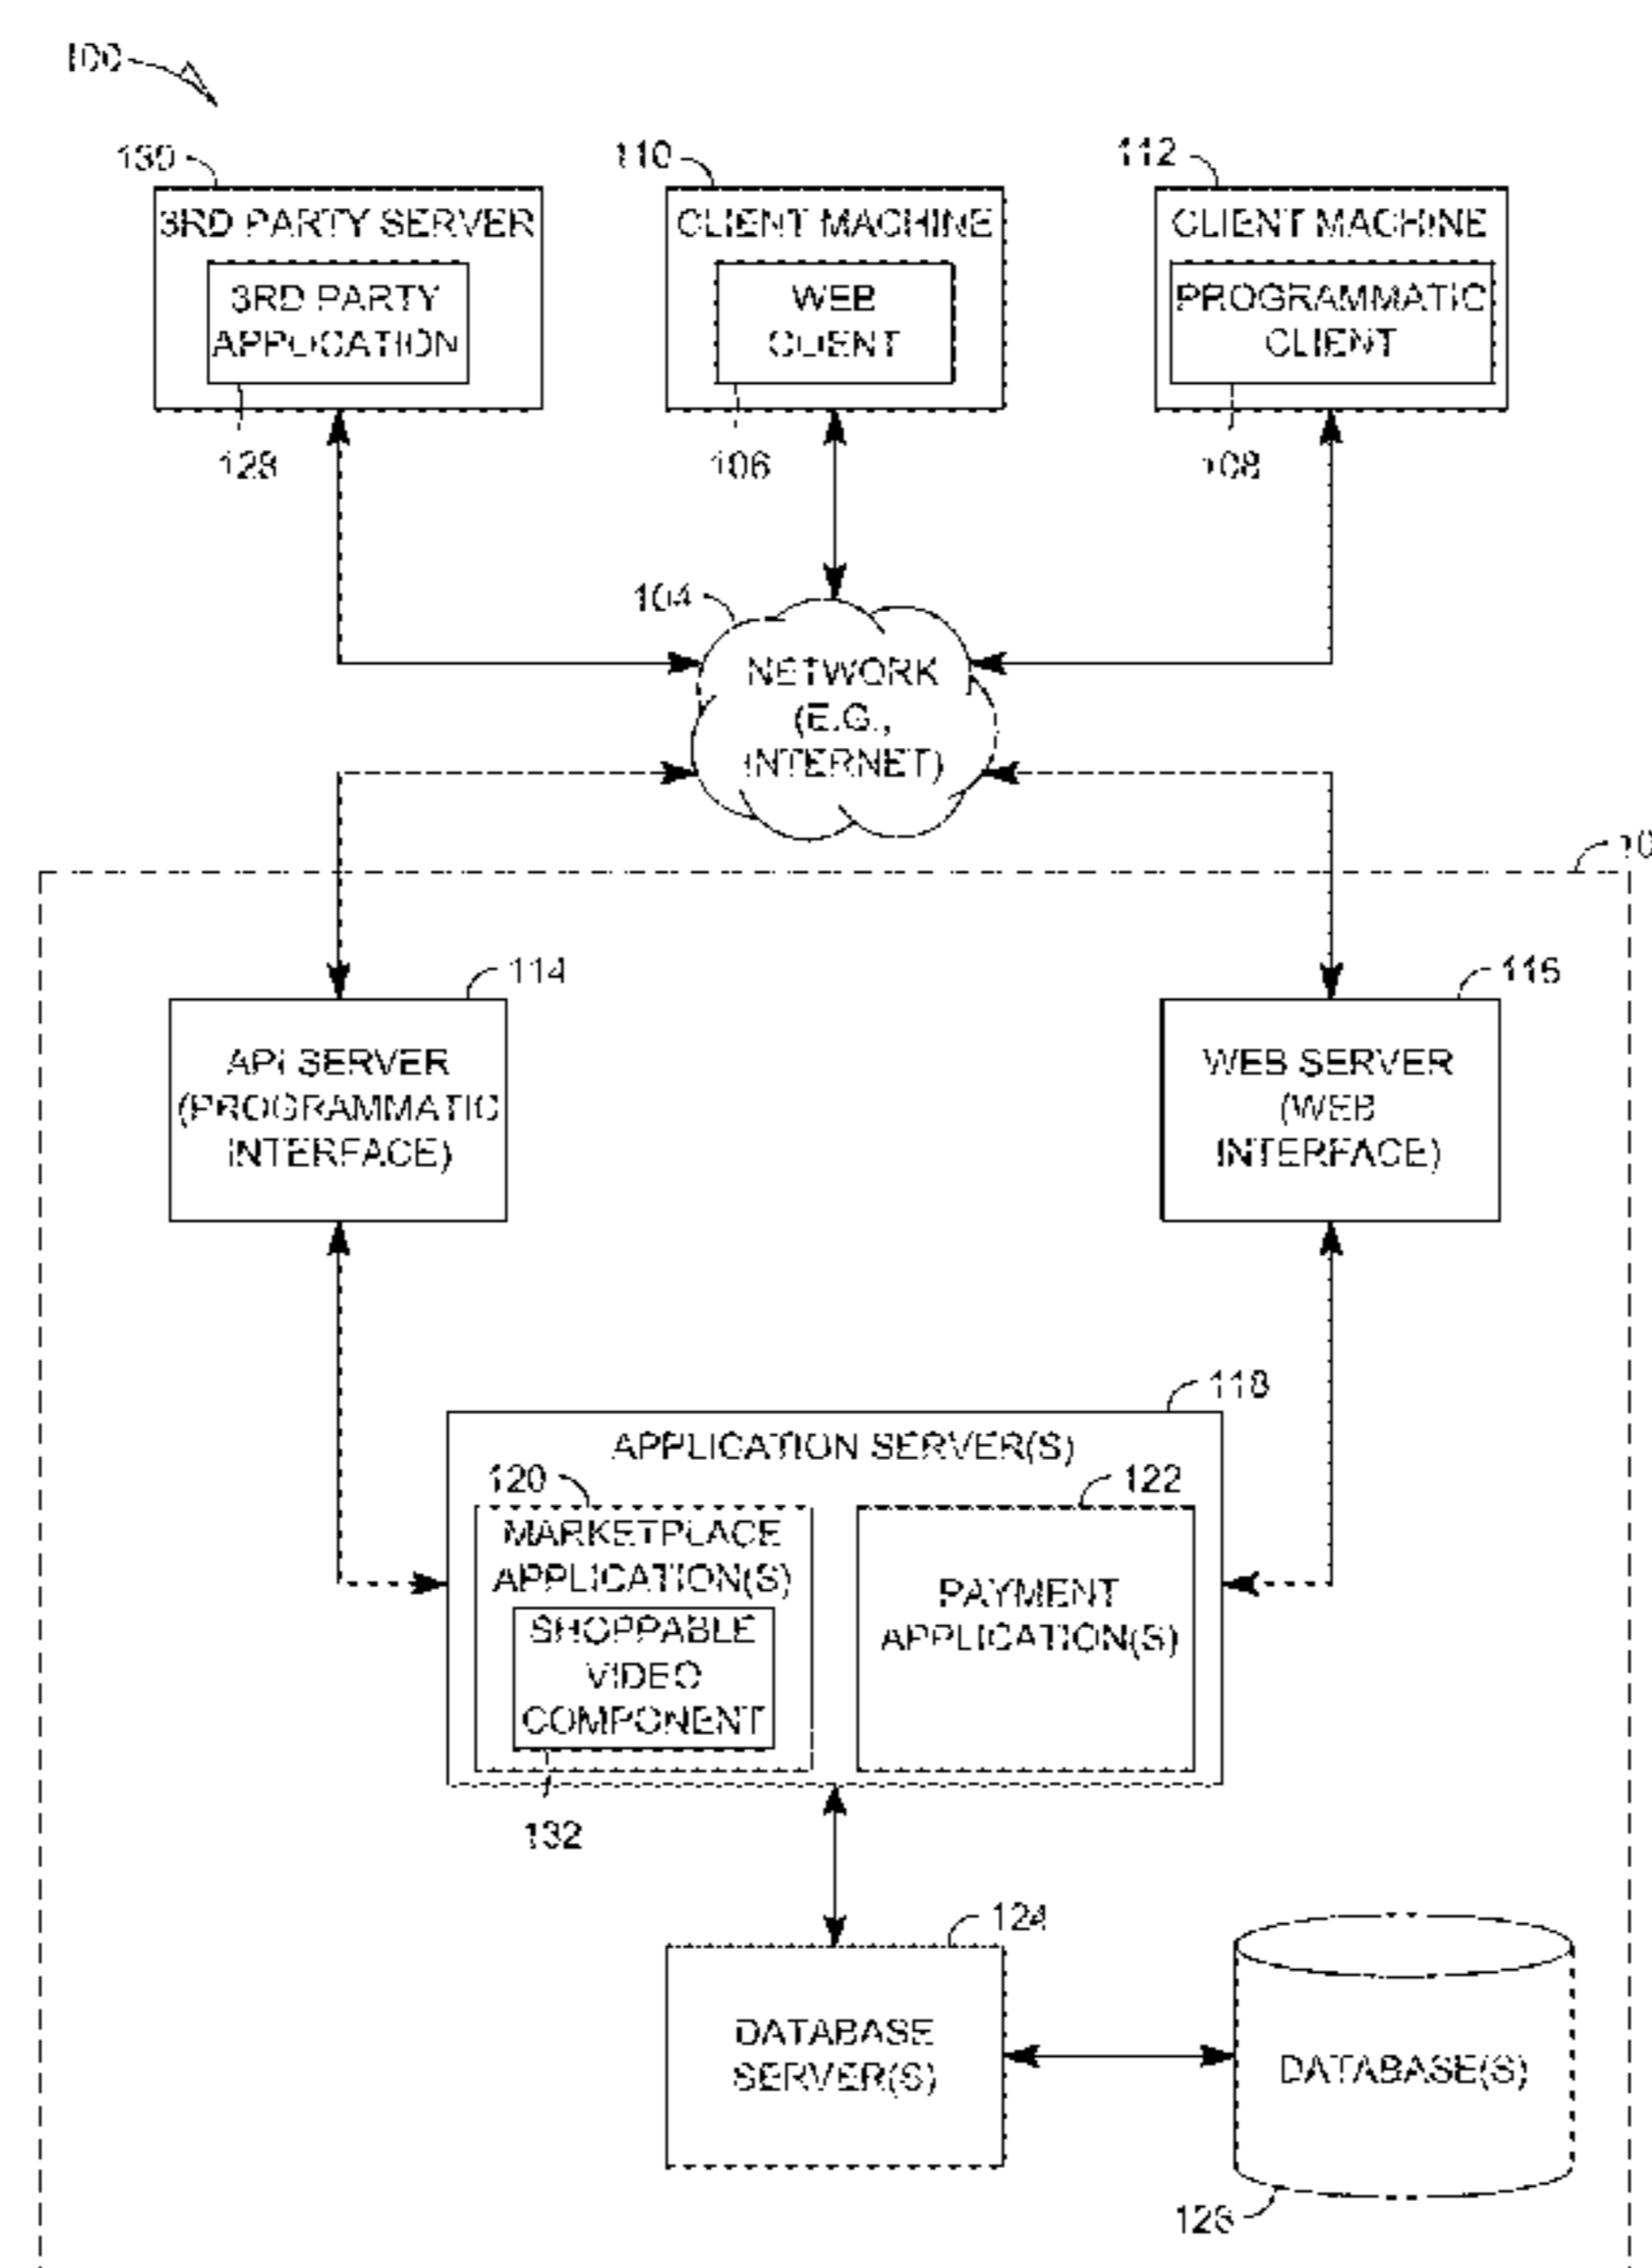 100
130
110
112
3RD PARTY SERVER
CLIENT MACHINE
CLIENT MACHINE
3RD PARTY
APPLICATION
WEB
CLIENT
PROGRAMMATIC
CLIENT
128
106
108
104
NETWORK
(E.G.,
INTERNET)
10
114
116
API SERVER
(PROGRAMMATIC
INTERFACE)
WEB SERVER
(WEB
INTERFACE)
118
APPLICATION SERVER(S)
120
122
MARKETPLACE
APPLICATION(S)
SHOPPABLE
VIDEO
COMPONENT
PAYMENT
APPLICATION(S)
132
124
DATABASE
SERVER(S)
DATABASE(S)
126